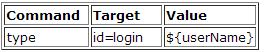 Command Target Value
type id=login ${userName}